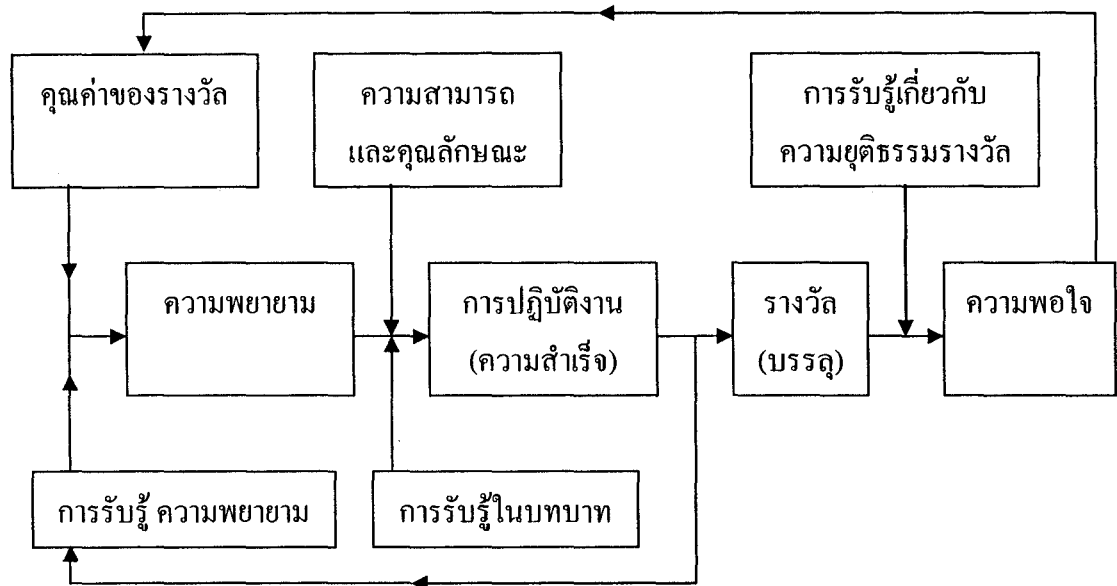 คุณค่าของรางวัล
ความสามารถ
และคุณลักษณะ
การรับรู้เกี่ยวกับ
ความยุติธรรมรางวัล
ความพยายาม
การปฏิบัติงาน
(ความสำเร็จ)
รางวัล
(บรรลุ)
ความพอใจ
การรับรู้ ความพยายาม
การรับรู้ในบทบาท